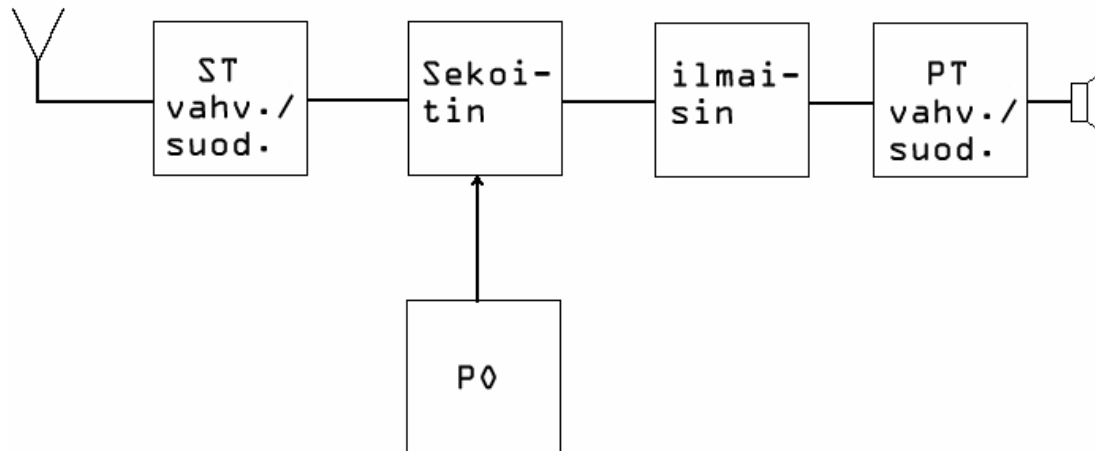 ST
vahv./
suod.
Sekoi-
tin
ilmai-
sin
PT
vahv./
suod.
PO